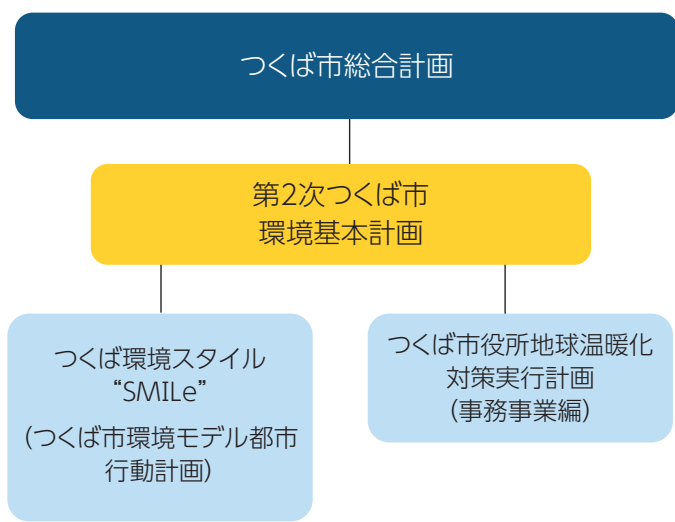 つくば市総合計画
第2次つくば市
環境基本計画
つくば環境スタイル
“SMILe”
(つくば市環境モデル都市
行動計画)
つくば市役所地球温暖化
対策実行計画
(事務事業編)